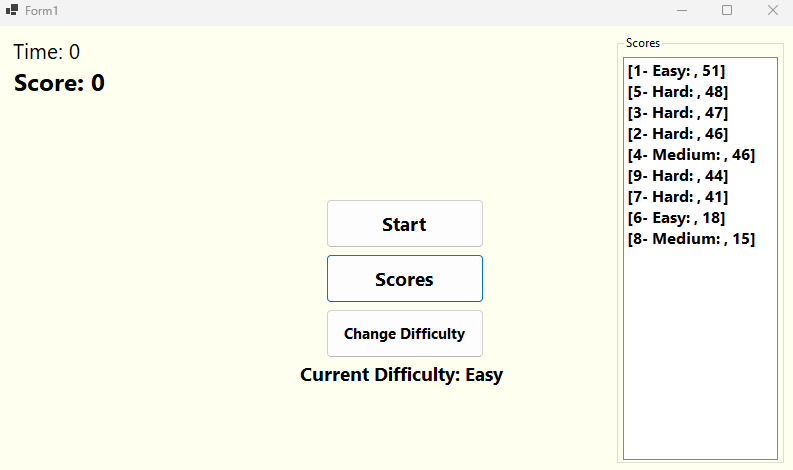 Form1
Time: 0
Score: 0
Start
Scores
Change Difficulty
Current Difficulty: Easy
Scores
[1- Easy: , 51]
[5- Hard: , 48]
[3- Hard: , 47]
[2- Hard: , 46]
[4- Medium: , 46]
[9- Hard: , 44]
[7- Hard: , 41]
[6- Easy: , 18]
[8- Medium: , 15]